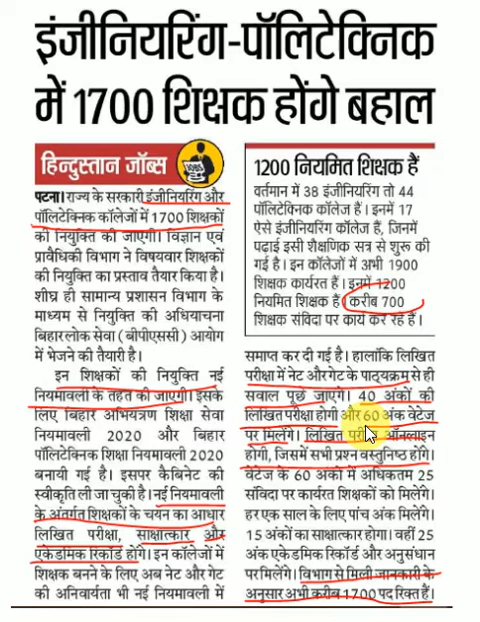 इंजीनियरिंग-पॉलिटेक्निक
में 1700 शिक्षक होंगे बहाल
हिन्दुस्तान जॉब्स
JOBS
पटना। राज्य के सरकारी इंजीनियरिंग और
पॉलिटेक्निक कॉलेजों में 1700 शिक्षकों
की नियुक्ति की जाएगी। विज्ञान एवं
प्रावैधिकी विभाग ने विषयवार शिक्षकों
की नियुक्ति का प्रस्ताव तैयार किया है।
शीघ्र ही सामान्य प्रशासन विभाग के
माध्यम से नियुक्ति की अधियाचना
बिहार लोक सेवा (बीपीएससी) आयोग
में भेजने की तैयारी है।
इन शिक्षकों की नियुक्ति नई
नियमावली के तहत की जाएगी। इसके
लिए बिहार अभियंत्रण शिक्षा सेवा
नियमावली 2020 और बिहार
पॉलिटेक्निक शिक्षा नियमावली 2020
बनायी गई है। इसपर कैबिनेट की
स्वीकृति ली जा चुकी है। नई नियमावली
के अंतर्गत शिक्षकों के चयन का आधार
लिखित परीक्षा, साक्षात्कार और
एकेडमिक रिकॉर्ड होंगे। इन कॉलेजों में
शिक्षक बनने के लिए अब नेट और गेट
की अनिवार्यता भी नई नियमावली में
1200 नियमित शिक्षक हैं
वर्तमान में 38 इंजीनियरिंग तो 44
पॉलिटेक्निक कॉलेज हैं। इनमें 17
ऐसे इंजीनियरिंग कॉलेज हैं, जिनमें
पढ़ाई इसी शैक्षणिक सत्र से शुरू की
गई है। इन कॉलेजों में अभी 1900
शिक्षक कार्यरत हैं। इनमें 1200
नियमित शिक्षक हैं। करीब 700
शिक्षक संविदा पर कार्य कर रहे हैं।
समाप्त कर दी गई है। हालांकि लिखित
परीक्षा में नेट और गेट के पाठ्यक्रम से ही
सवाल पूछे जाएंगे। 40 अंकों की
लिखित परीक्षा होगी और 60 अंक वेटेज
पर मिलेंगे। लिखित परीक्षा ऑनलाइन
होगी, जिसमें सभी प्रश्न वस्तुनिष्ठ होंगे।
वेटेज के 60 अंकों में अधिकतम 25
संविदा पर कार्यरत शिक्षकों को मिलेंगे।
हर एक साल के लिए पांच अंक मिलेंगे।
15 अंकों का साक्षात्कार होगा। वहीं 25
अंक एकेडमिक रिकॉर्ड और अनुसंधान
पर मिलेंगे। विभाग से मिली जानकारी के
अनुसार अभी करीब 1700 पद रिक्त हैं।